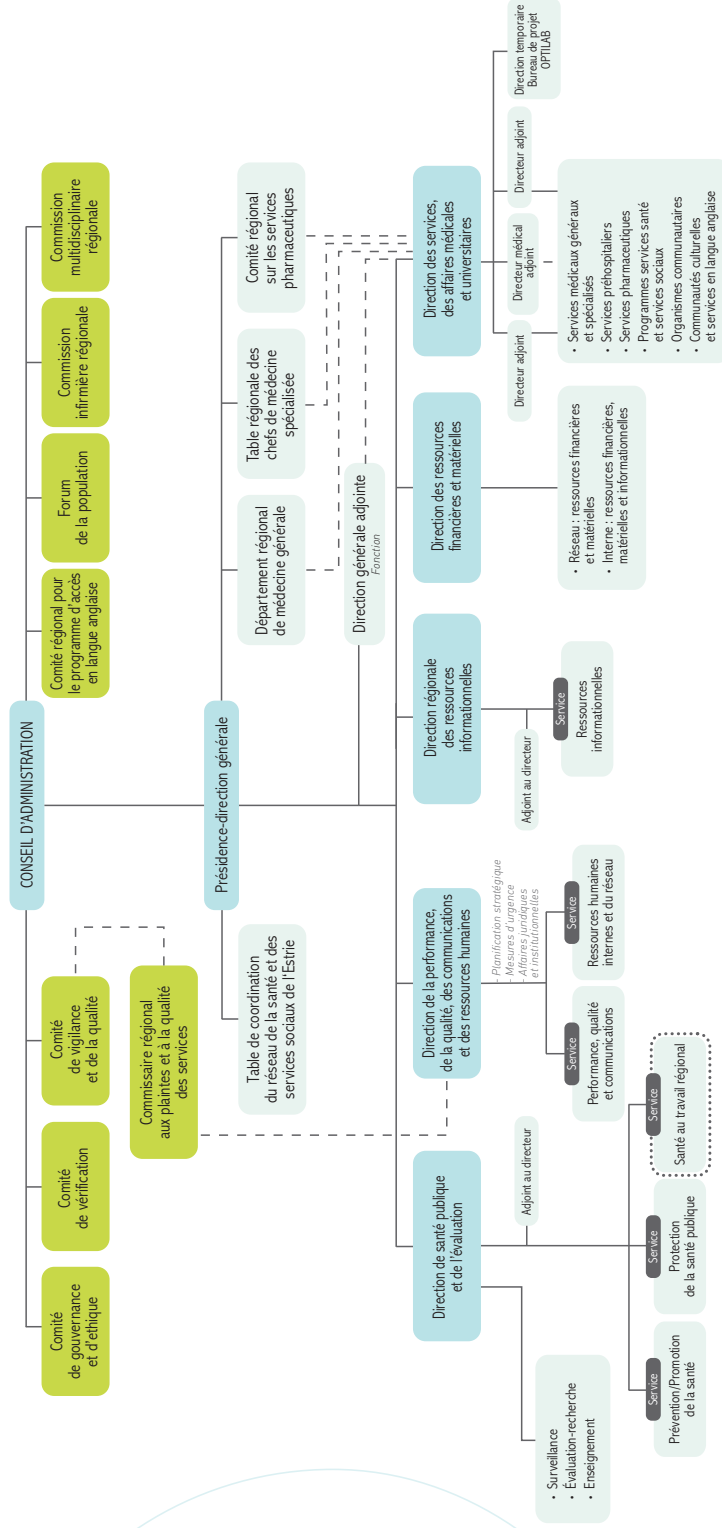 CONSEIL D'ADMINISTRATION
Comité
de gouvernance
et d'ethique
Comité
de vérification
Comité
de vigilance
et de la qualité
Comité régional pour
le programme d'accès
en langue anglaise
Forum
de la population
Commission
infirmière régionale
Commission
multidisciplinaire
régionale
Commissaire régional
aux plaintes et à la qualité
des services
Présidence-direction générale
Table de coordination
du réseau de la santé et des
services sociaux de l'Estrie
Département régional
de médecine générale
Table régionale des
chefs de médecine
spécialisée
Comité régional
sur les services
pharmaceutiques
Direction générale adjointe
Fonction
Direction de santé publique
et de l'évaluation
Direction de la performance,
de la qualité, des communications
et des ressources humaines
Direction régionale
des ressources
informationnelles
Direction des ressources
financières et matérielles
Direction des services,
des affaires médicales
et universitaires
- Planification stratégique
- Mesures d'urgence
- Affaires juridiques
et institutionnelles
Adjoint au directeur
Adjoint au directeur
Directeur adjoint
Directeur médical
adjoint
Directeur adjoint
Direction temporaire
Bureau de projet
OPTILAB
• Surveillance
• Évaluation-recherche
• Enseignement
Service
Performance, qualité
et communications
Service
Ressources humaines
internes et du réseau
Service
Ressources
informationnelles
• Réseau : ressources financières
et matérielles
• Interne : ressources financières,
matérielles et informationnelles
• Services médicaux généraux
et spécialisés
• Services préhospitaliers
• Services pharmaceutiques
• Programmes services santé
et services sociaux
• Organismes communautaires
• Communautés culturelles
et services en langue anglaise
Service
Prévention/Promotion
de la santé
Service
Protection
de la santé publique
Service
Santé au travail régional